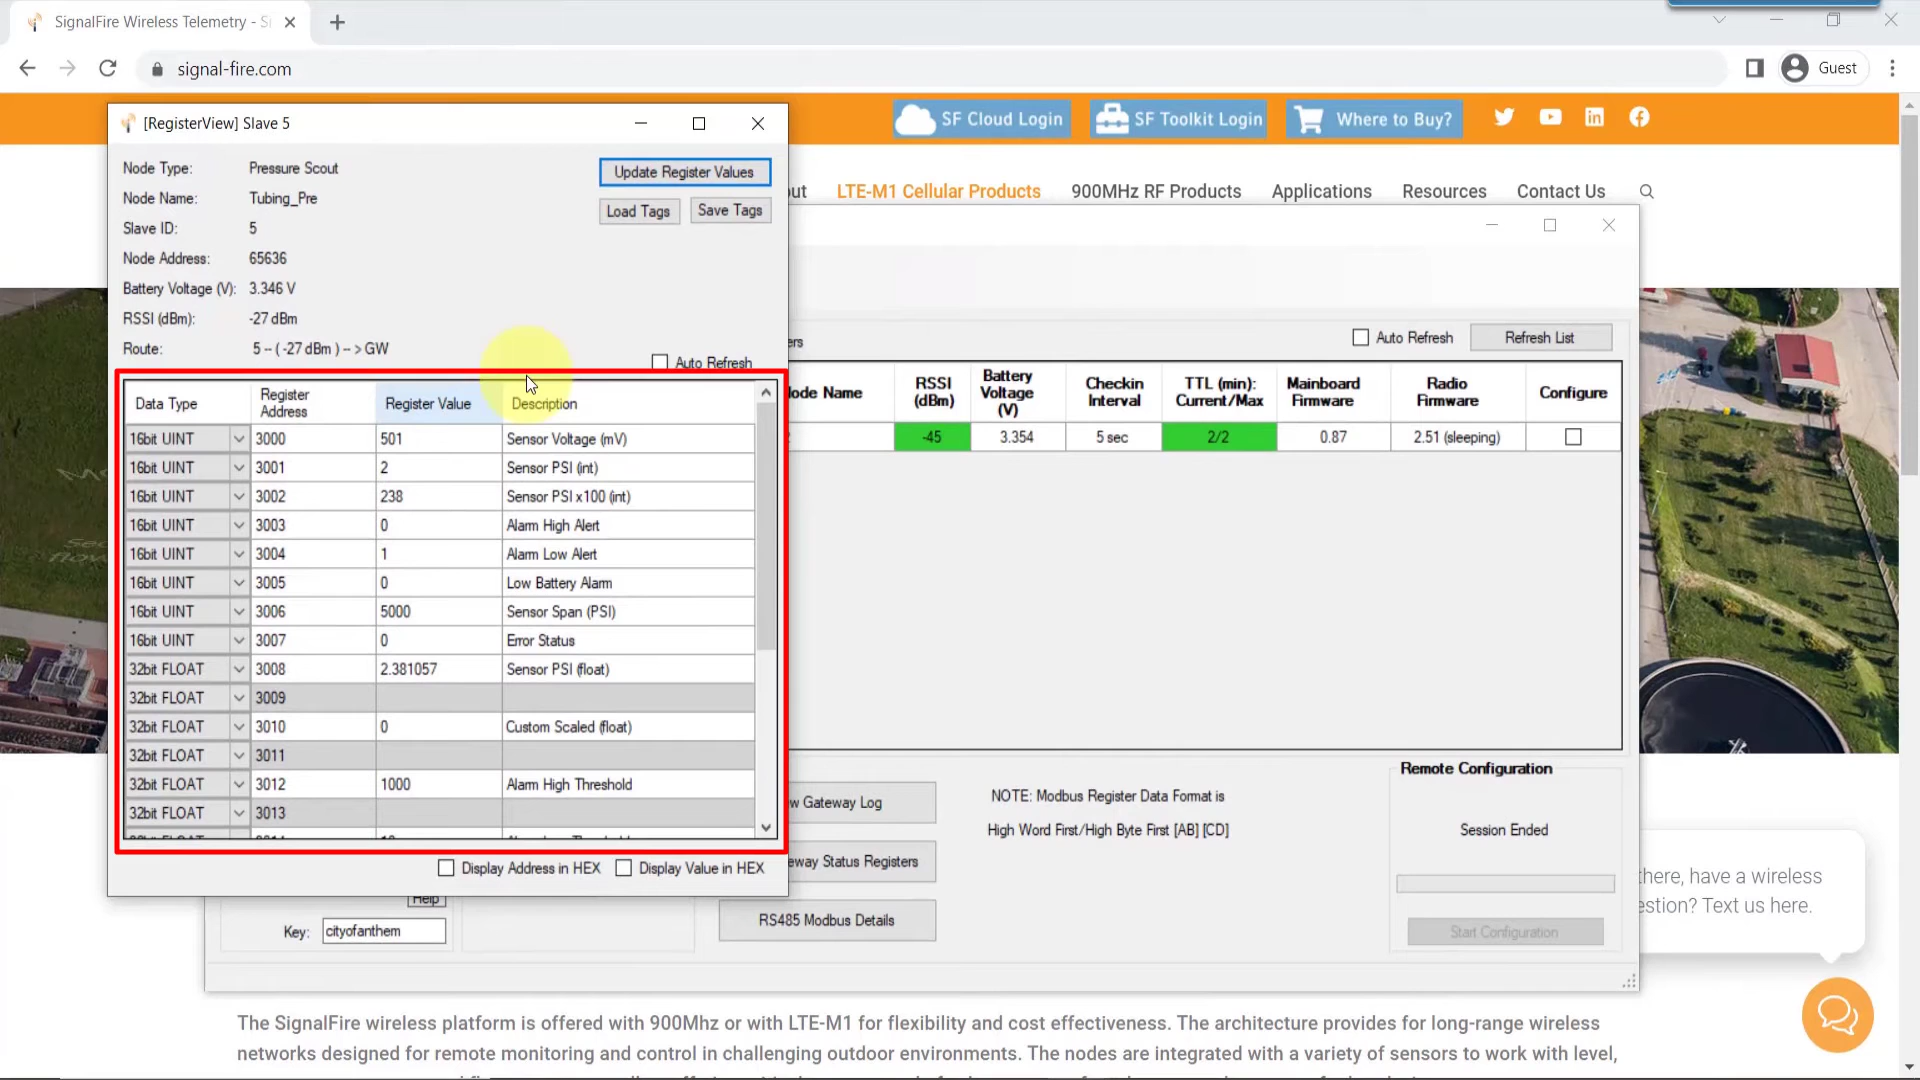 SignalFire Wireless Telemetry - S
signal-fire.com
Guest
SF Cloud Login
SF Toolkit Login
Where to Buy?
[RegisterView] Slave 5
LTE-M1 Cellular Products
900MHz RF Products
Applications
Resources
Contact Us
Node Type: Pressure Scout
Update Register Values
Node Name: Tubing_Pre
Load Tags
Save Tags
Slave ID: 5
Node Address: 65636
Battery Voltage (V): 3.346 V
RSSI (dBm): -27 dBm
Route: 5 -- ( -27 dBm ) -- > GW
Auto Refresh
Data Type Register Address Register Value Description
16bit UINT 3000 501 Sensor Voltage (mV)
16bit UINT 3001 2 Sensor PSI (int)
16bit UINT 3002 238 Sensor PSI x100 (int)
16bit UINT 3003 0 Alarm High Alert
16bit UINT 3004 1 Alarm Low Alert
16bit UINT 3005 0 Low Battery Alarm
16bit UINT 3006 5000 Sensor Span (PSI)
16bit UINT 3007 0 Error Status
32bit FLOAT 3008 2.381057 Sensor PSI (float)
32bit FLOAT 3009
32bit FLOAT 3010 0 Custom Scaled (float)
32bit FLOAT 3011
32bit FLOAT 3012 1000 Alarm High Threshold
32bit FLOAT 3013
Display Address in HEX
Display Value in HEX
Auto Refresh
Refresh List
Node Name
RSSI (dBm)
Battery Voltage (V)
Checkin Interval
TTL (min): Current/Max
Mainboard Firmware
Radio Firmware
Configure
-45 3.354 5 sec 2/2 0.87 2.51 (sleeping)
Gateway Log
NOTE: Modbus Register Data Format is
High Word First/High Byte First [AB] [CD]
Remote Configuration
Session Ended
Status Registers
Help
Key: cityofanthem
RS485 Modbus Details
Start Configuration
there, have a wireless
Text us here.
The SignalFire wireless platform is offered with 900Mhz or with LTE-M1 for flexibility and cost effectiveness. The architecture provides for long-range wireless
networks designed for remote monitoring and control in challenging outdoor environments. The nodes are integrated with a variety of sensors to work with level,